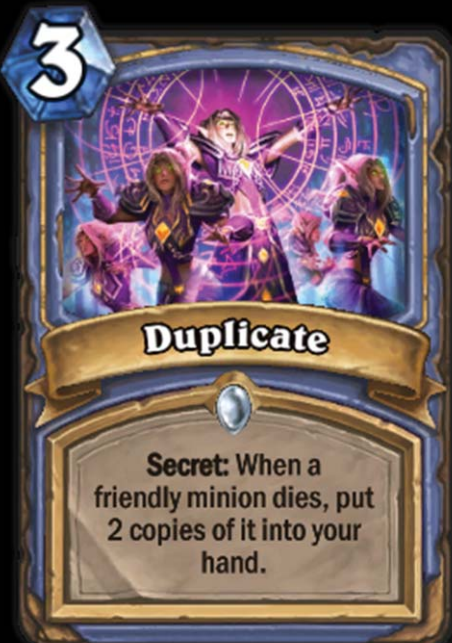 3
Duplicate
Secret: When a
friendly minion dies, put
2 copies of it into your
hand.